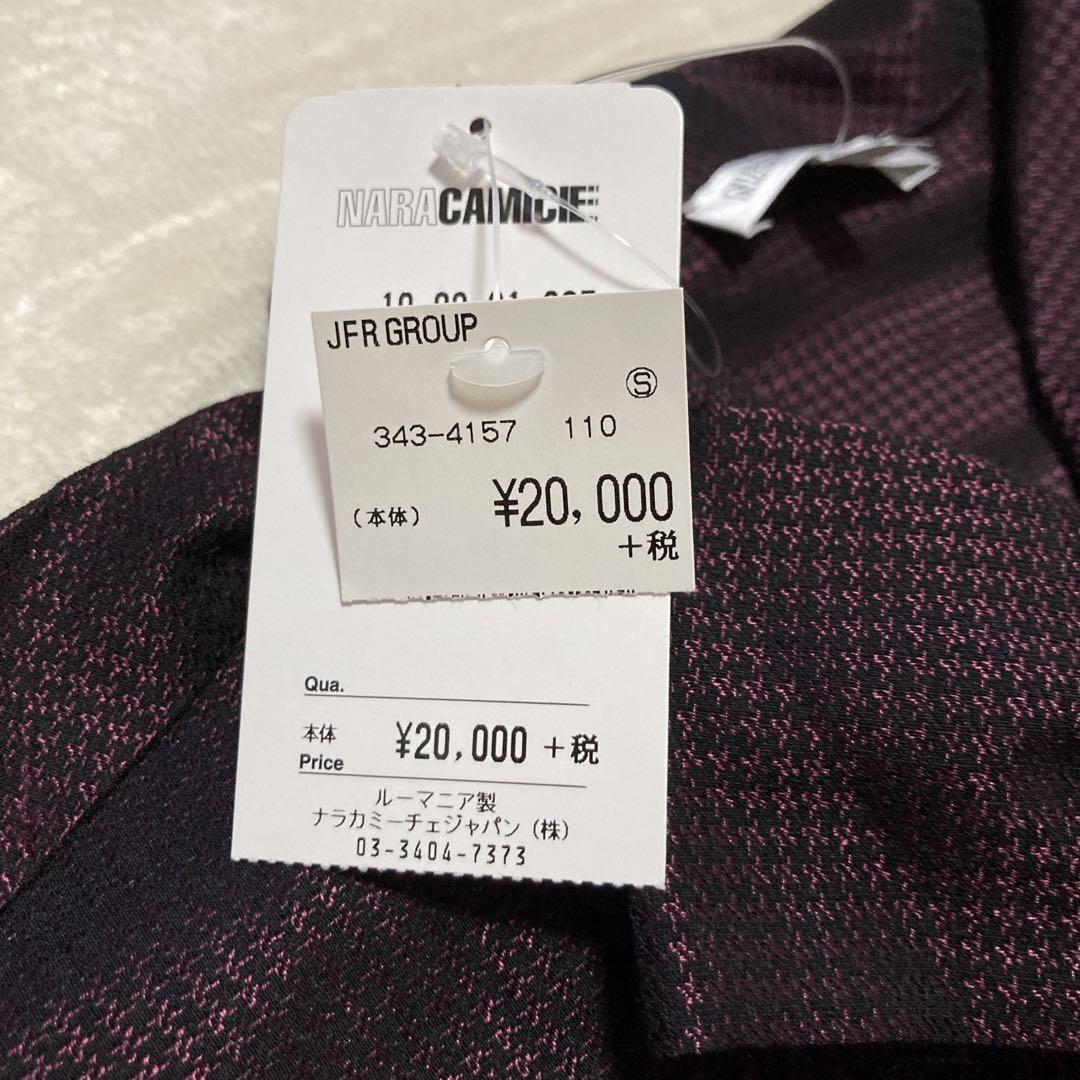 NARACAMICIE
JFR GROUP
Ⓢ
343-4157 110
(本体) ¥20,000
+税
Qua.
本体 ¥20,000 +税
Price
ルーマニア製
ナラカミーチェジャパン(株)
03-3404-7373